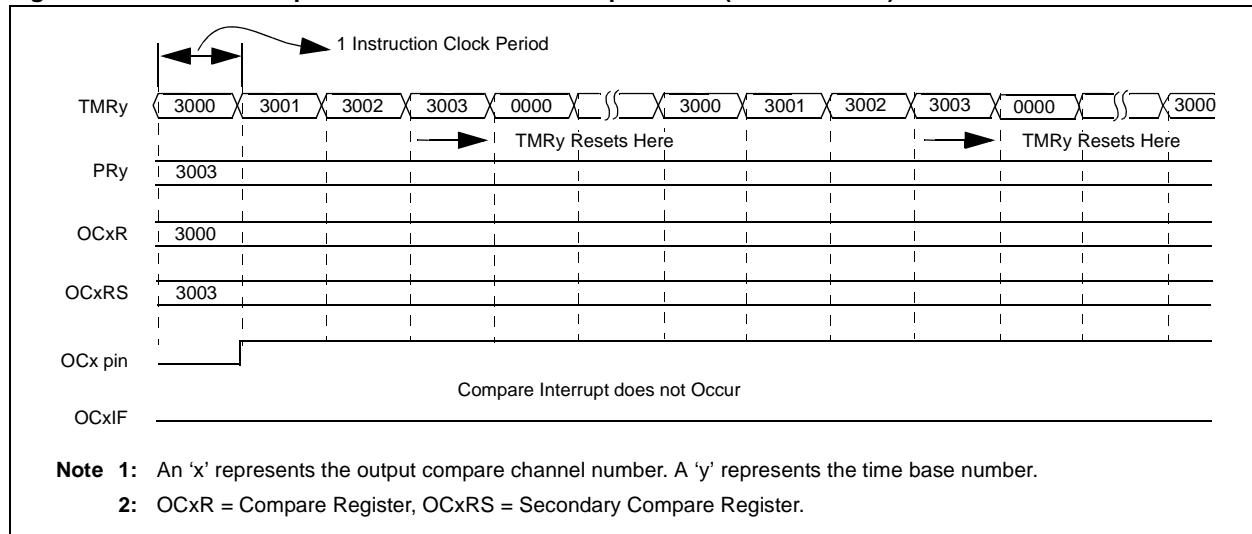 1 Instruction Clock Period
TMRy 3000 3001 3002 3003 0000 3000 3001 3002 3003 0000 3000
TMRy Resets Here TMRy Resets Here
PRy 3003
OCxR 3000
OCxRS 3003
OCx pin
Compare Interrupt does not Occur
OCxIF
Note 1: An ‘x’ represents the output compare channel number. A ‘y’ represents the time base number.
2: OCxR = Compare Register, OCxRS = Secondary Compare Register.